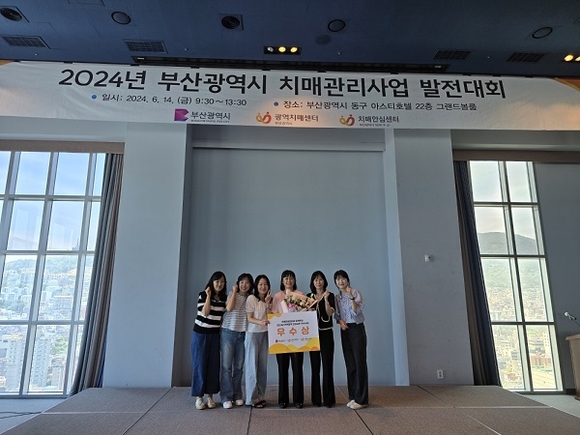 2024년 부산광역시 치매관리사업 발전대회
• 일시: 2024. 6. 14, (금) 9:30～13:30 • 장소: 부산광역시 동구 아스티호텔 22층 그랜드볼룸
부산광역시 광역치매센터 치매안심센터
우수상